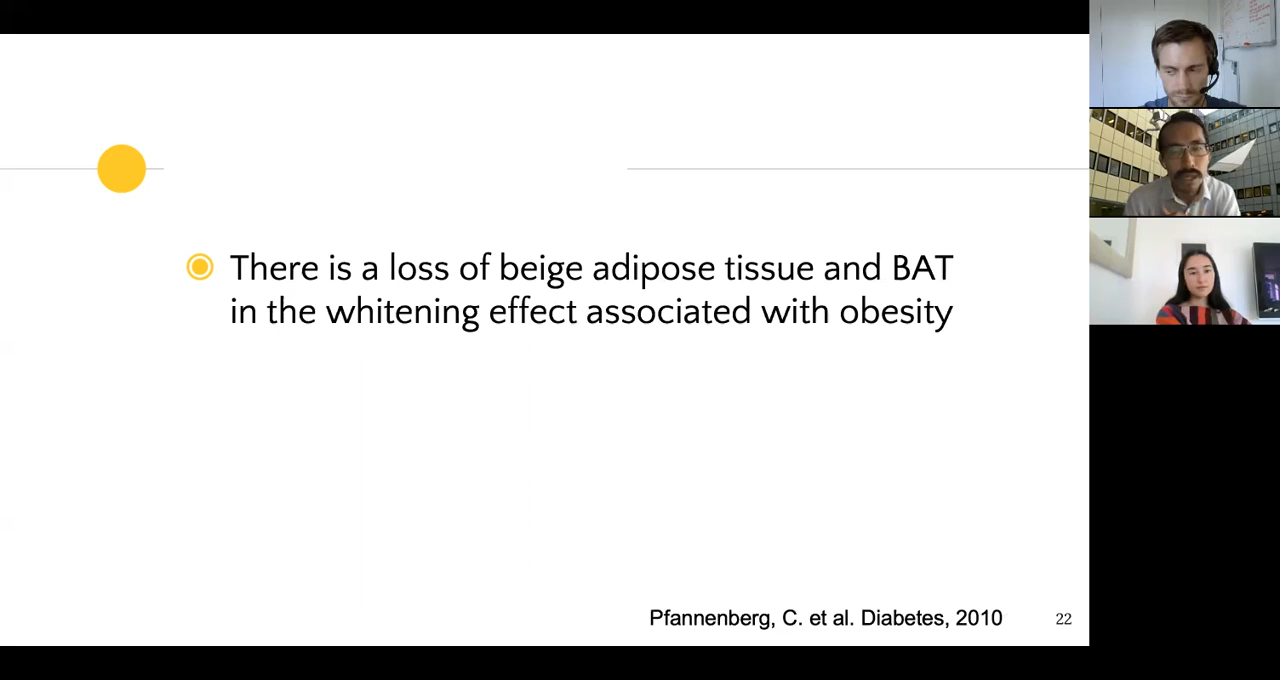 There is a loss of beige adipose tissue and BAT
in the whitening effect associated with obesity
Pfannenberg, C. et al. Diabetes, 2010
22